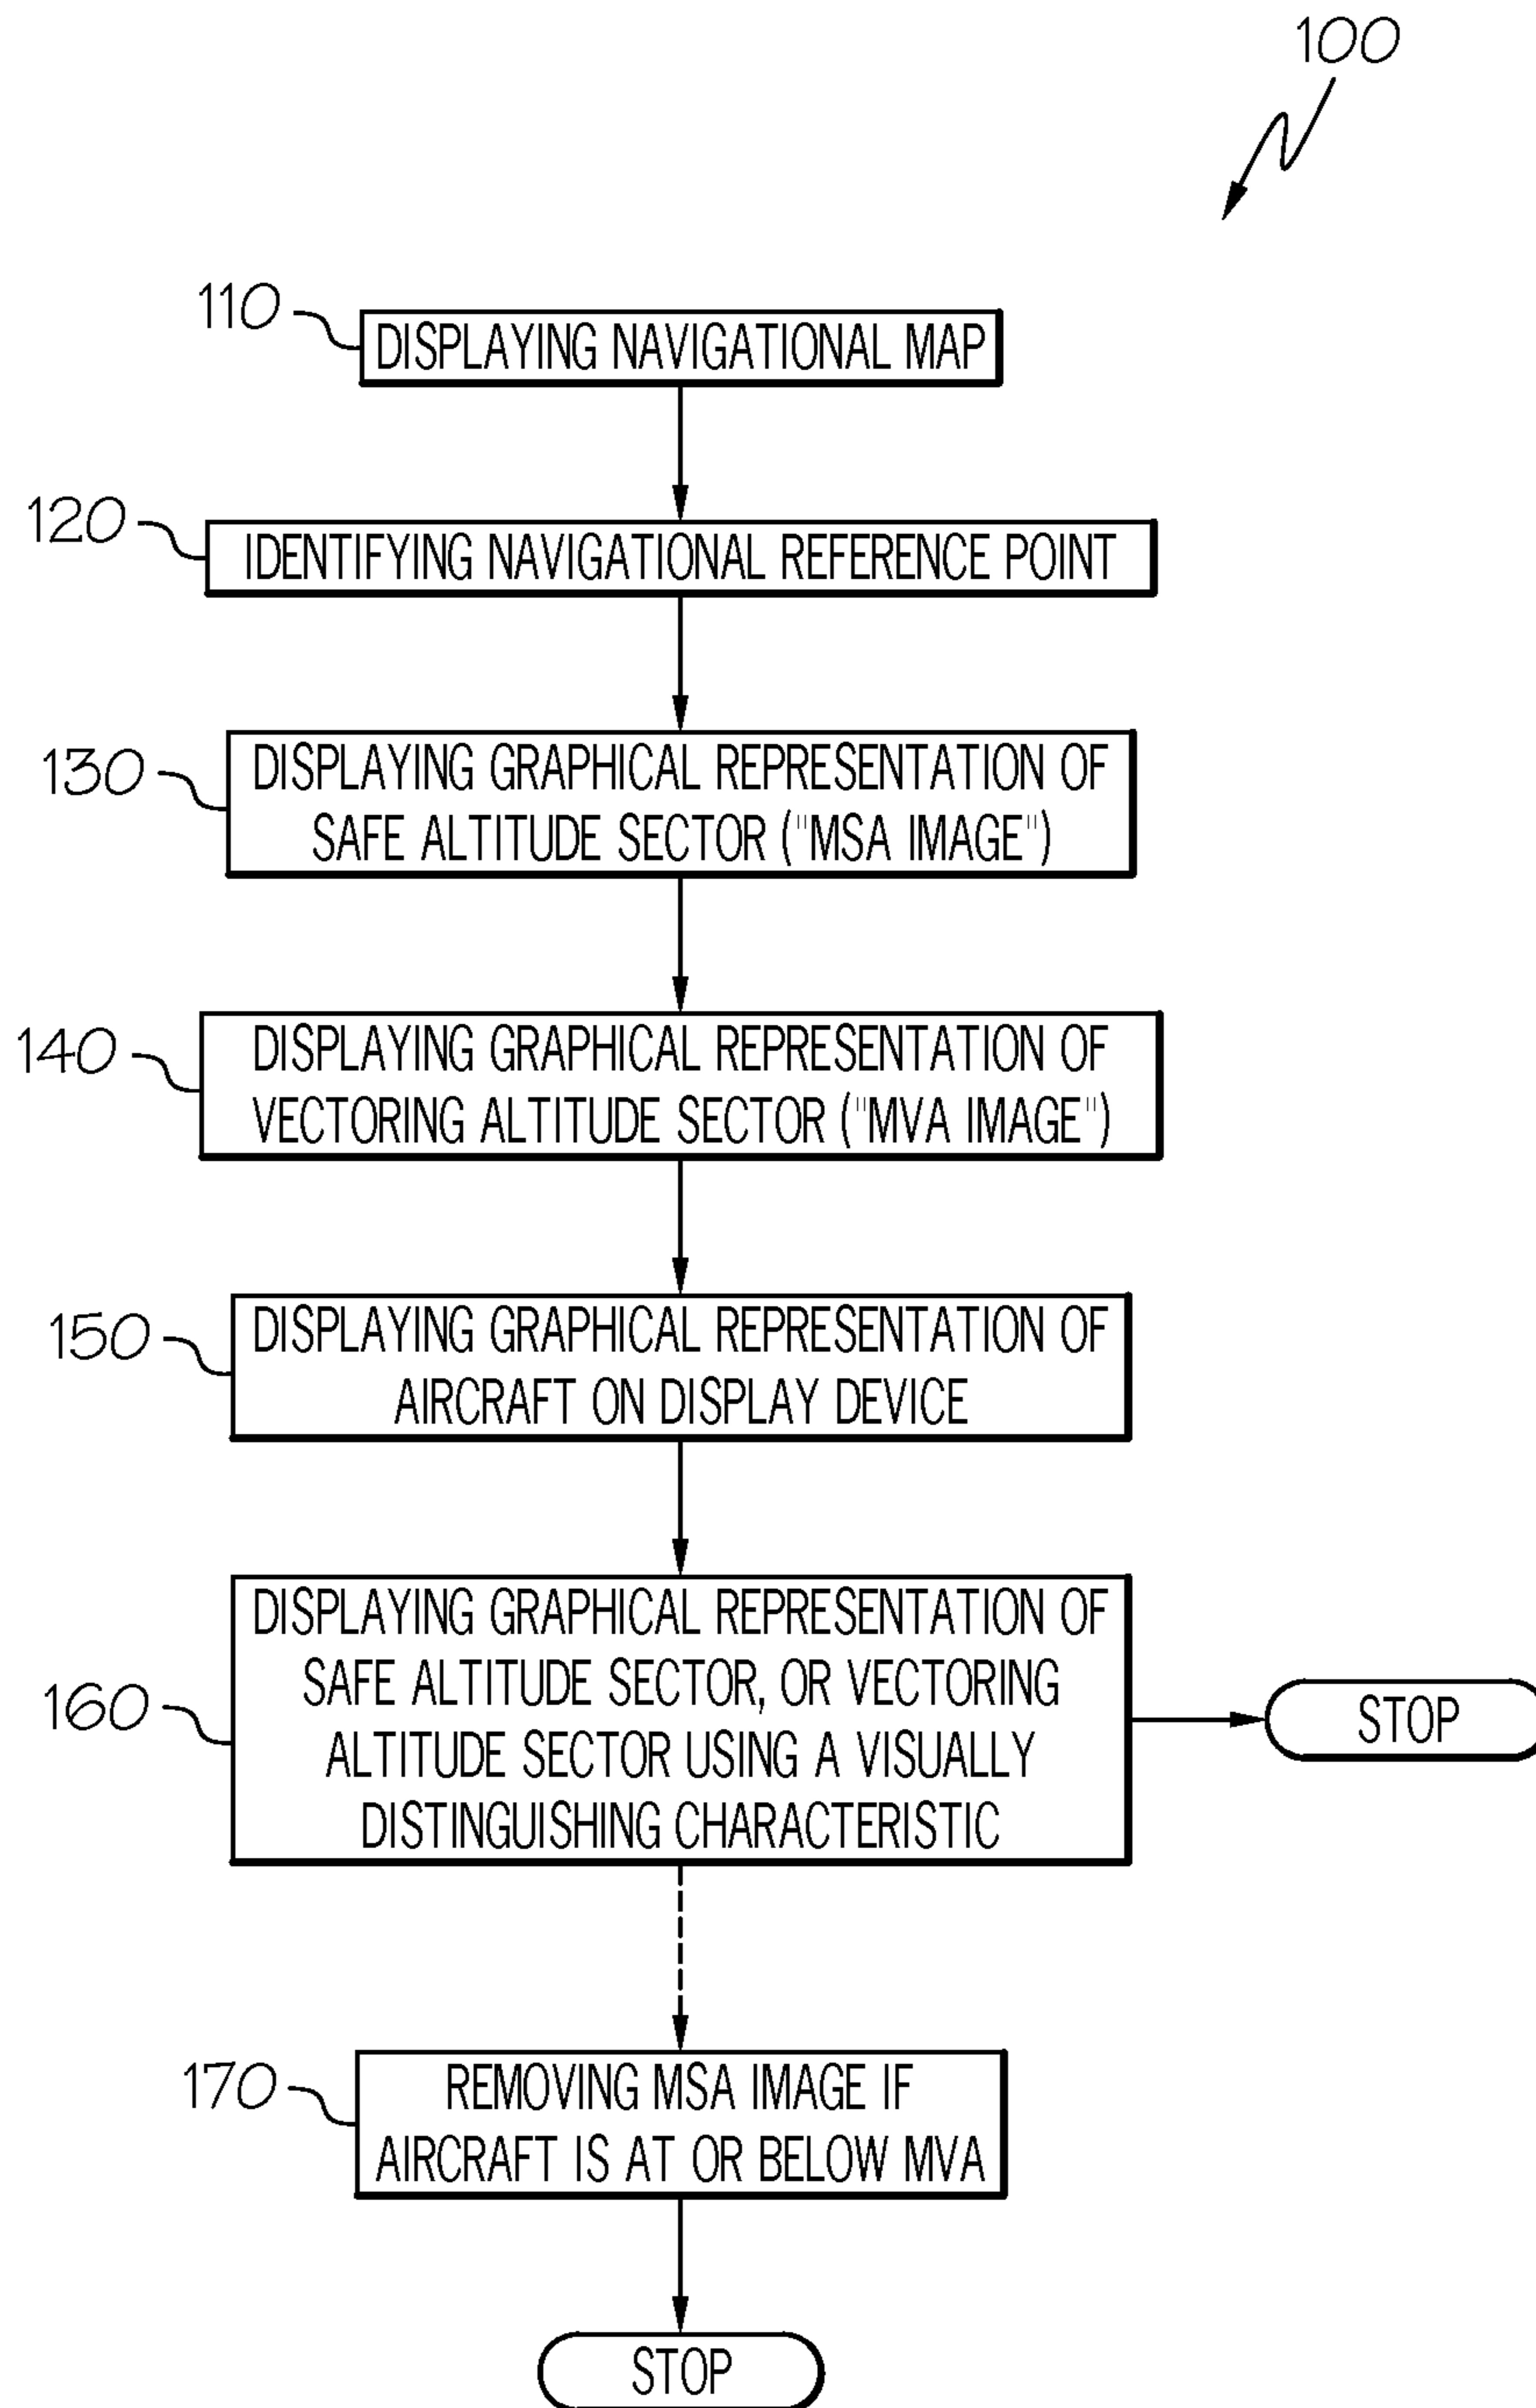 100
110
DISPLAYING NAVIGATIONAL MAP
120
IDENTIFYING NAVIGATIONAL REFERENCE POINT
130
DISPLAYING GRAPHICAL REPRESENTATION OF
SAFE ALTITUDE SECTOR ("MSA IMAGE")
140
DISPLAYING GRAPHICAL REPRESENTATION OF
VECTORING ALTITUDE SECTOR ("MVA IMAGE")
150
DISPLAYING GRAPHICAL REPRESENTATION OF
AIRCRAFT ON DISPLAY DEVICE
160
DISPLAYING GRAPHICAL REPRESENTATION OF
SAFE ALTITUDE SECTOR, OR VECTORING
ALTITUDE SECTOR USING A VISUALLY
DISTINGUISHING CHARACTERISTIC
STOP
170
REMOVING MSA IMAGE IF
AIRCRAFT IS AT OR BELOW MVA
STOP